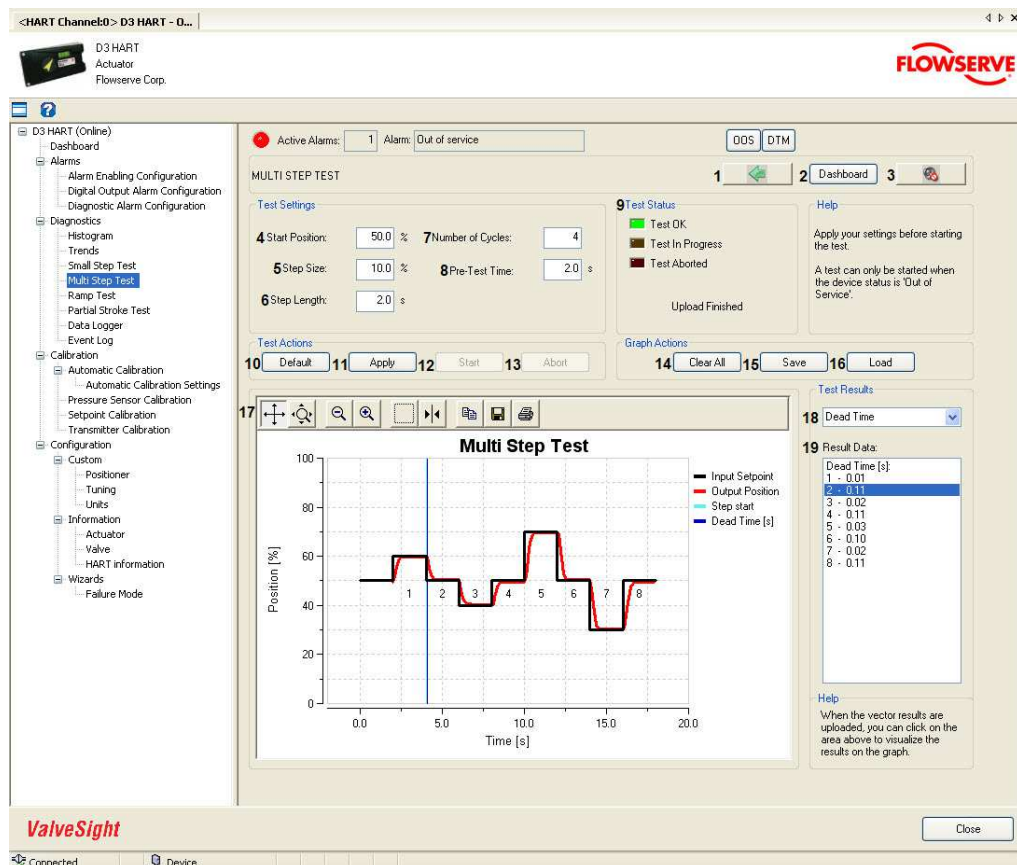 <HART Channel:0> D3 HART - O...
D3 HART
Actuator
Flowserve Corp.
FLOWSERVE
D3 HART (Online)
Dashboard
Alarms
Alarm Enabling Configuration
Digital Output Alarm Configuration
Diagnostic Alarm Configuration
Diagnostics
Histogram
Trends
Small Step Test
Multi Step Test
Ramp Test
Partial Stroke Test
Data Logger
Event Log
Calibration
Automatic Calibration
Automatic Calibration Settings
Pressure Sensor Calibration
Setpoint Calibration
Transmitter Calibration
Configuration
Custom
Positioner
Tuning
Units
Information
Actuator
Valve
HART information
Wizards
Failure Mode
Active Alarms: 1 Alarm: Out of service OOS DTM
MULTI STEP TEST 1 2 Dashboard 3
Test Settings
4 Start Position: 50.0 % 7 Number of Cycles: 4
5 Step Size: 10.0 % 8 Pre-Test Time: 2.0 s
6 Step Length: 2.0 s
9 Test Status
Test OK
Test In Progress
Test Aborted
Upload Finished
Help
Apply your settings before starting
the test.
A test can only be started when
the device status is 'Out of
Service'.
Test Actions
10 Default 11 Apply 12 Start 13 Abort
Graph Actions
14 Clear All 15 Save 16 Load
17
Multi Step Test
Position [%]
100
80
60
40
20
0
1 2 3 4 5 6 7 8
0.0 5.0 10.0 15.0 20.0
Time [s]
Input Setpoint
Output Position
Step start
Dead Time [s]
Test Results
18 Dead Time
19 Result Data:
Dead Time [s]:
1 - 0.01
2 - 0.11
3 - 0.02
4 - 0.11
5 - 0.03
6 - 0.10
7 - 0.02
8 - 0.11
Help
When the vector results are
uploaded, you can click on the
area above to visualize the
results on the graph.
ValveSight
Close
Connected Device